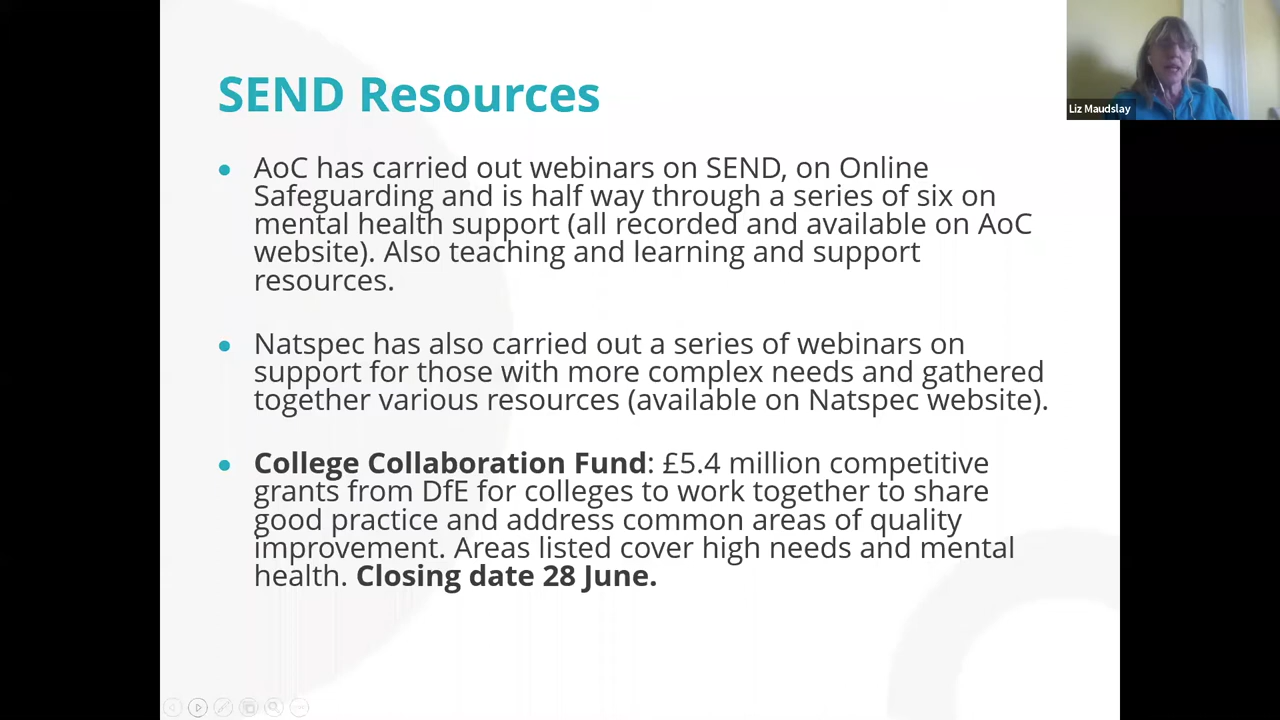 SEND Resources
Liz Maudslay
• AoC has carried out webinars on SEND, on Online
Safeguarding and is half way through a series of six on
mental health support (all recorded and available on AoC
website). Also teaching and learning and support
resources.
• Natspec has also carried out a series of webinars on
support for those with more complex needs and gathered
together various resources (available on Natspec website).
• College Collaboration Fund: £5.4 million competitive
grants from DfE for colleges to work together to share
good practice and address common areas of quality
improvement. Areas listed cover high needs and mental
health. Closing date 28 June.